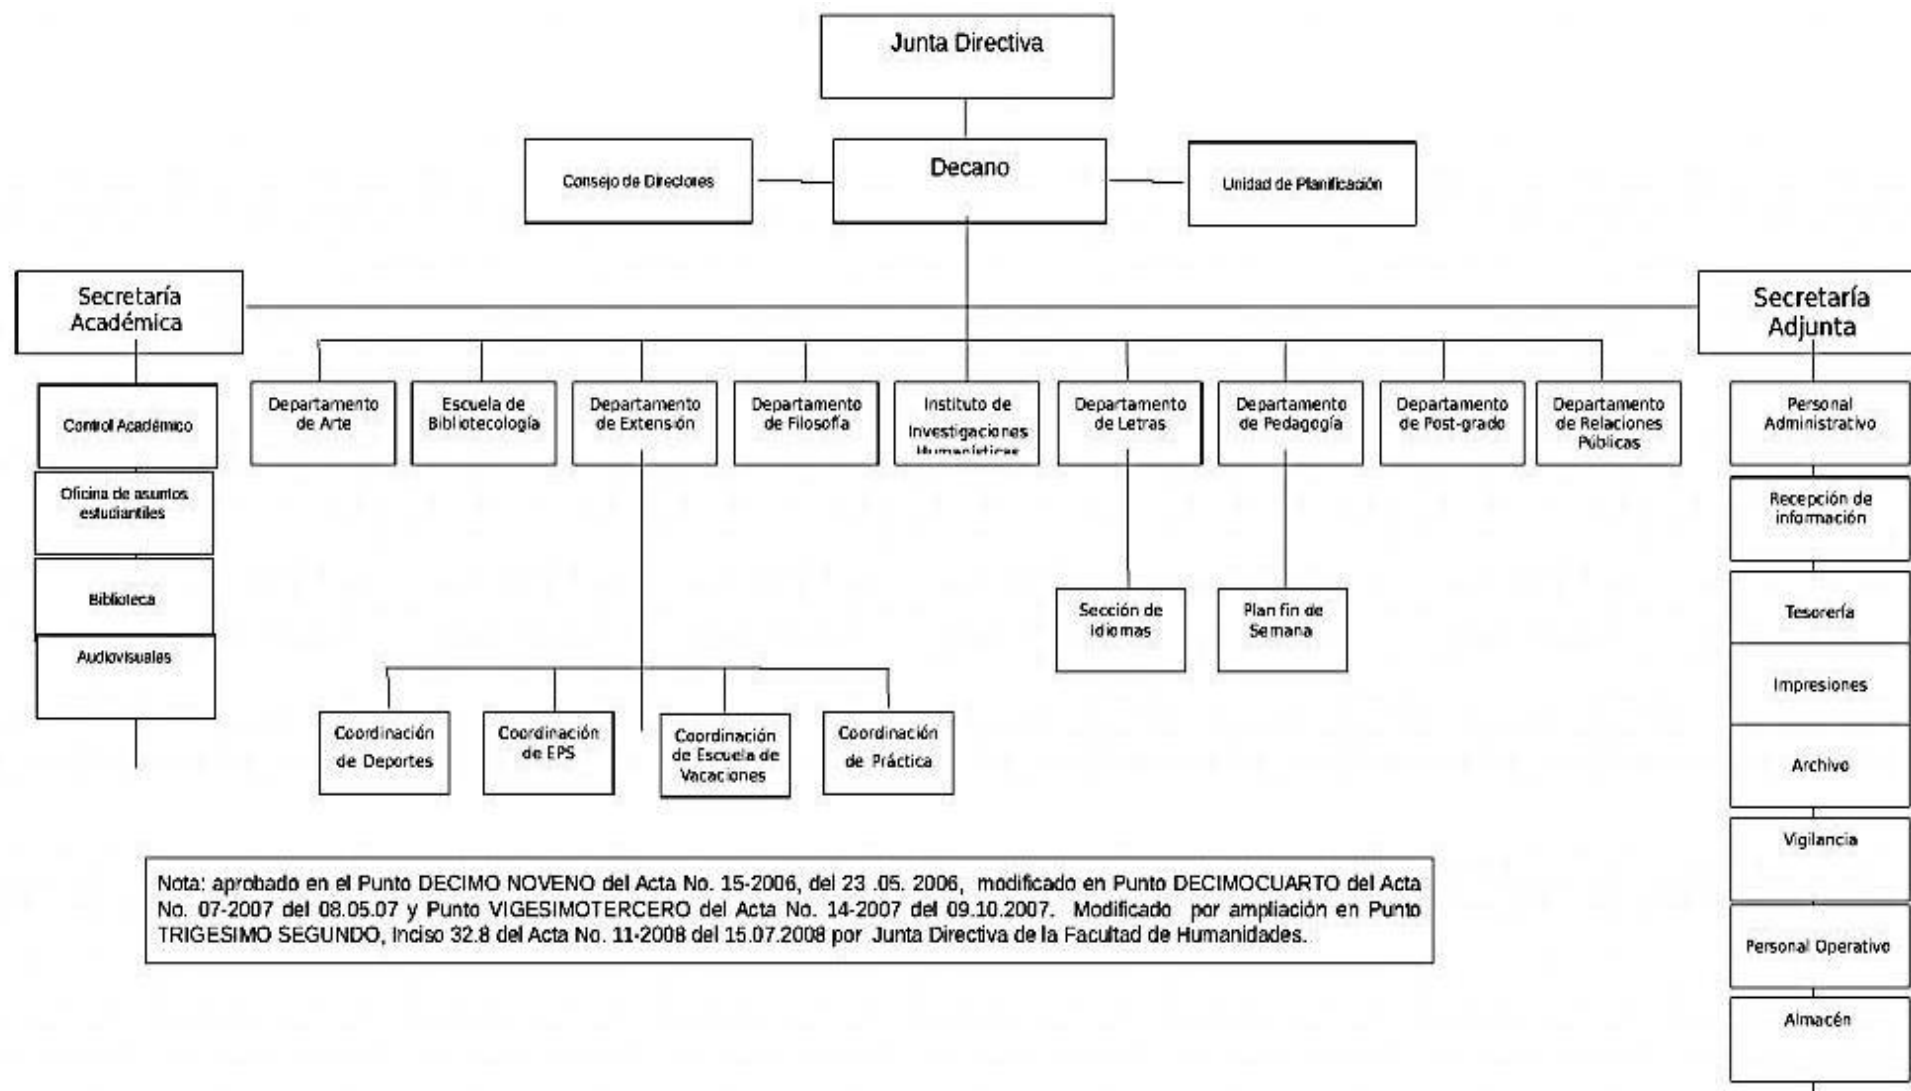 Junta Directiva
Consejo de Directores
Decano
Unidad de Planificación
Secretaría
Académica
Secretaría
Adjunta
Control Académico
Oficina de asuntos
estudiantiles
Biblioteca
Audiovisuales
Departamento
de Arte
Escuela de
Bibliotecología
Departamento
de Extensión
Departamento
de Filosofía
Instituto de
Investigaciones
Humanísticas
Departamento
de Letras
Departamento
de Pedagogía
Departamento
de Post-grado
Departamento
de Relaciones
Públicas
Sección de
Idiomas
Plan fin de
Semana
Coordinación
de Deportes
Coordinación
de EPS
Coordinación
de Escuela de
Vacaciones
Coordinación
de Práctica
Personal
Administrativo
Recepción de
información
Tesorería
Impresiones
Archivo
Vigilancia
Personal Operativo
Almacén
Nota: aprobado en el Punto DECIMO NOVENO del Acta No. 15-2006, del 23 .05. 2006, modificado en Punto DECIMOCUARTO del Acta
No. 07-2007 del 08.05.07 y Punto VIGESIMOTERCERO del Acta No. 14-2007 del 09.10.2007. Modificado por ampliación en Punto
TRIGESIMO SEGUNDO, Inciso 32.8 del Acta No. 11-2008 del 15.07.2008 por Junta Directiva de la Facultad de Humanidades.